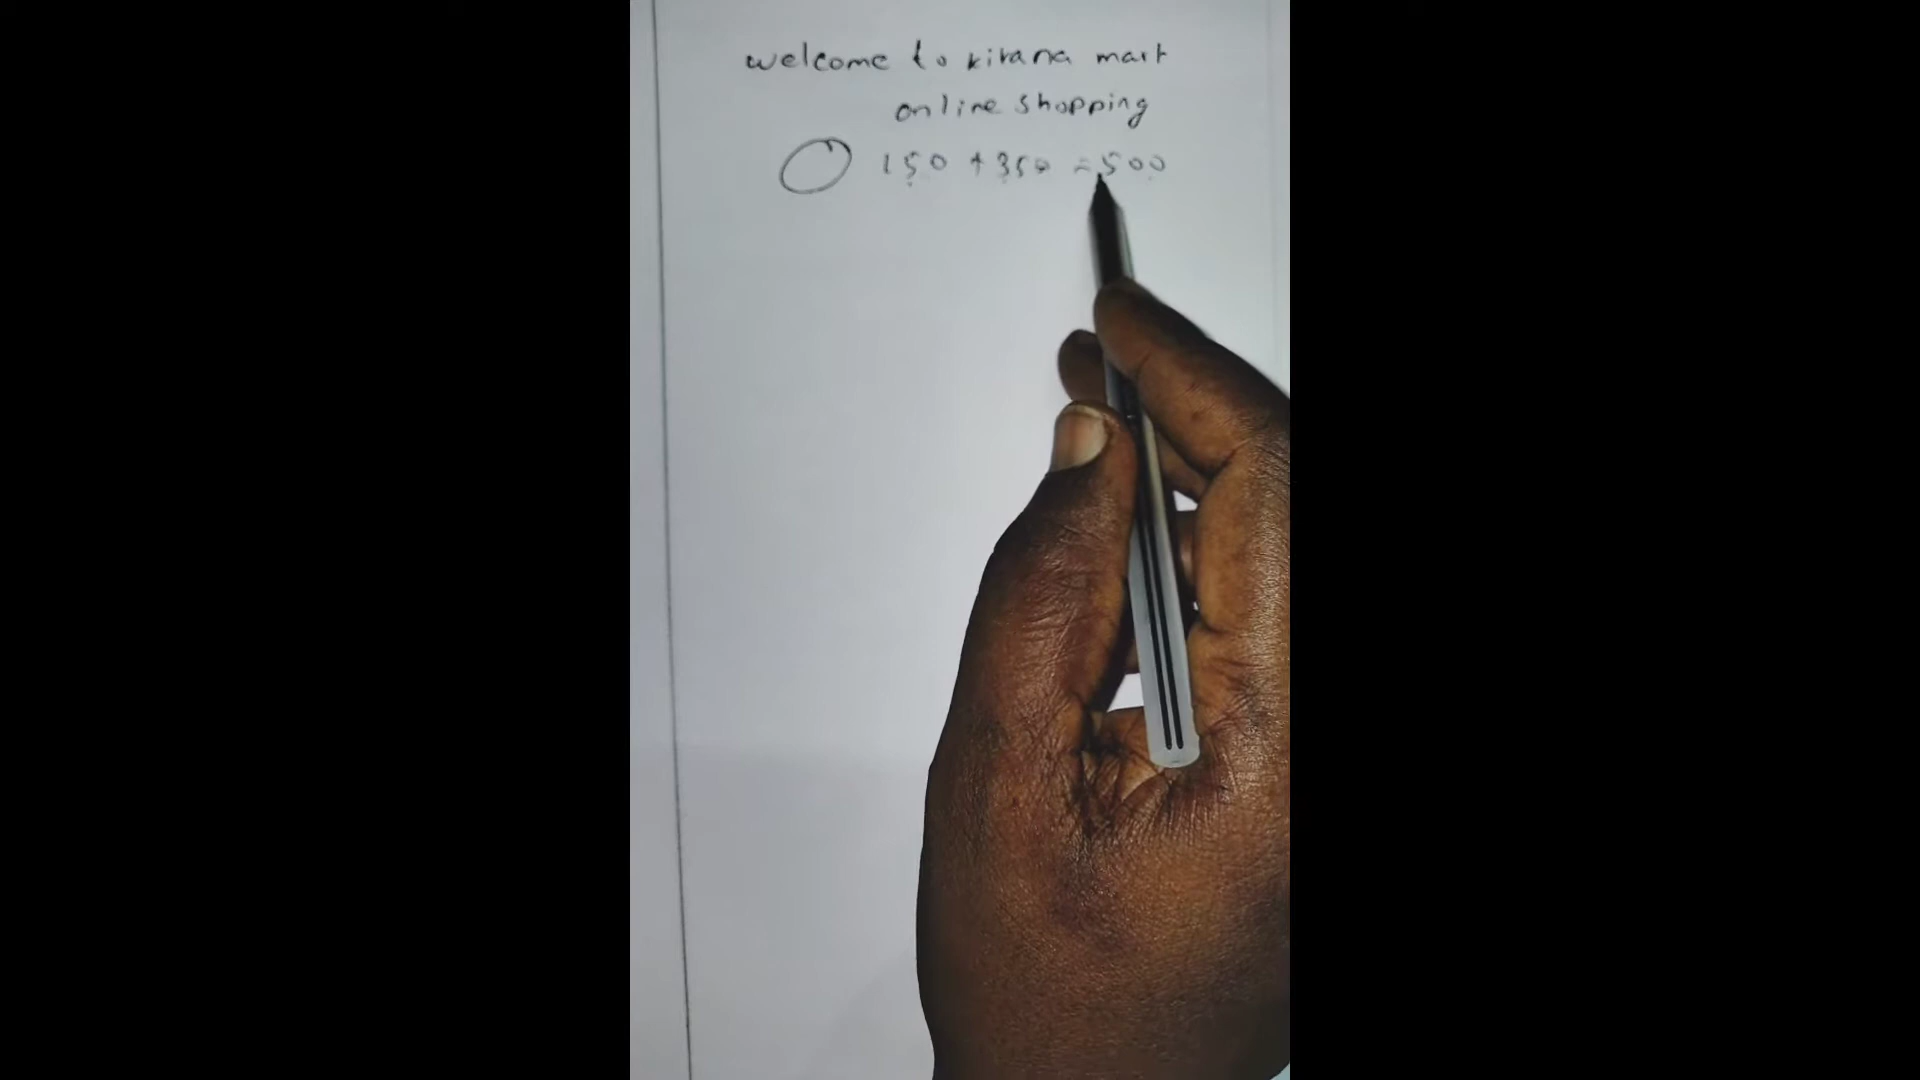 welcome to kirana mart
online shopping
150 + 350 = 500